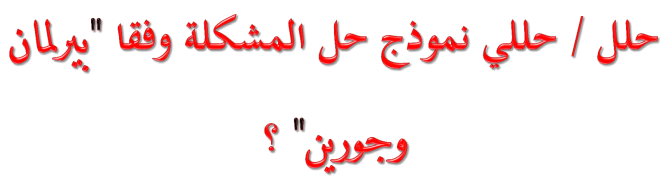 حلل / حللي نموذج حل المشكلة وفقا "بيرلمان
وجورين" ؟